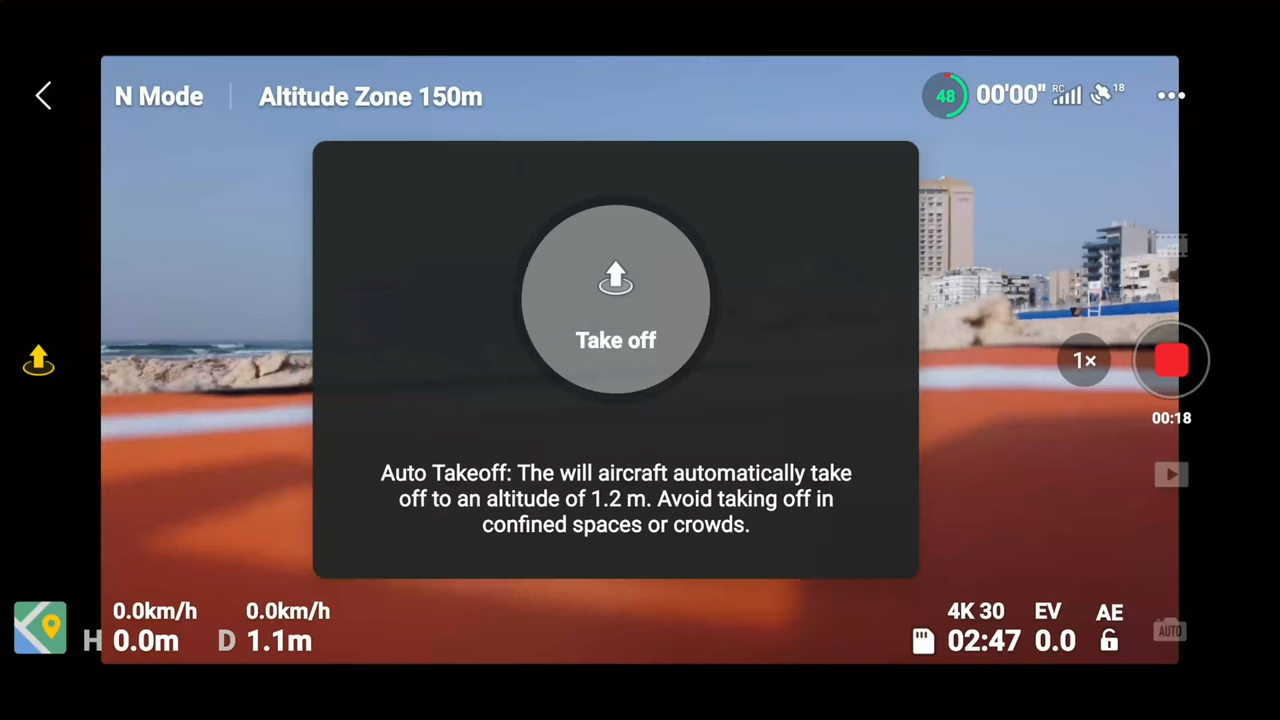 N Mode
Altitude Zone 150m
48
00'00"
RC
18
Take off
1×
00:18
Auto Takeoff: The will aircraft automatically take
off to an altitude of 1.2 m. Avoid taking off in
confined spaces or crowds.
0.0km/h
0.0km/h
H 0.0m
D 1.1m
4K 30
EV
AE
02:47
0.0
AUTO